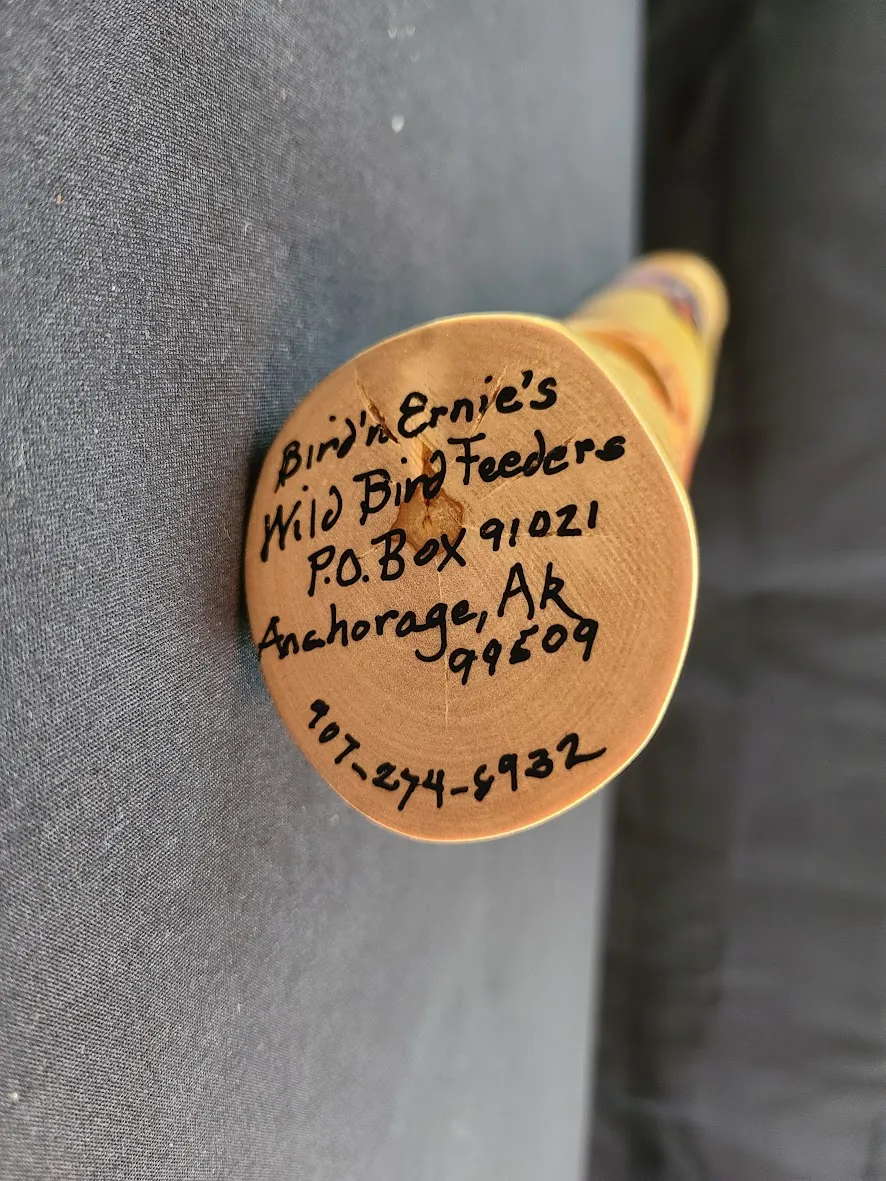 Bird'n Ernie's
Wild Bird Feeders
P.O. Box 91021
Anchorage, Ak
99509
907-274-8932